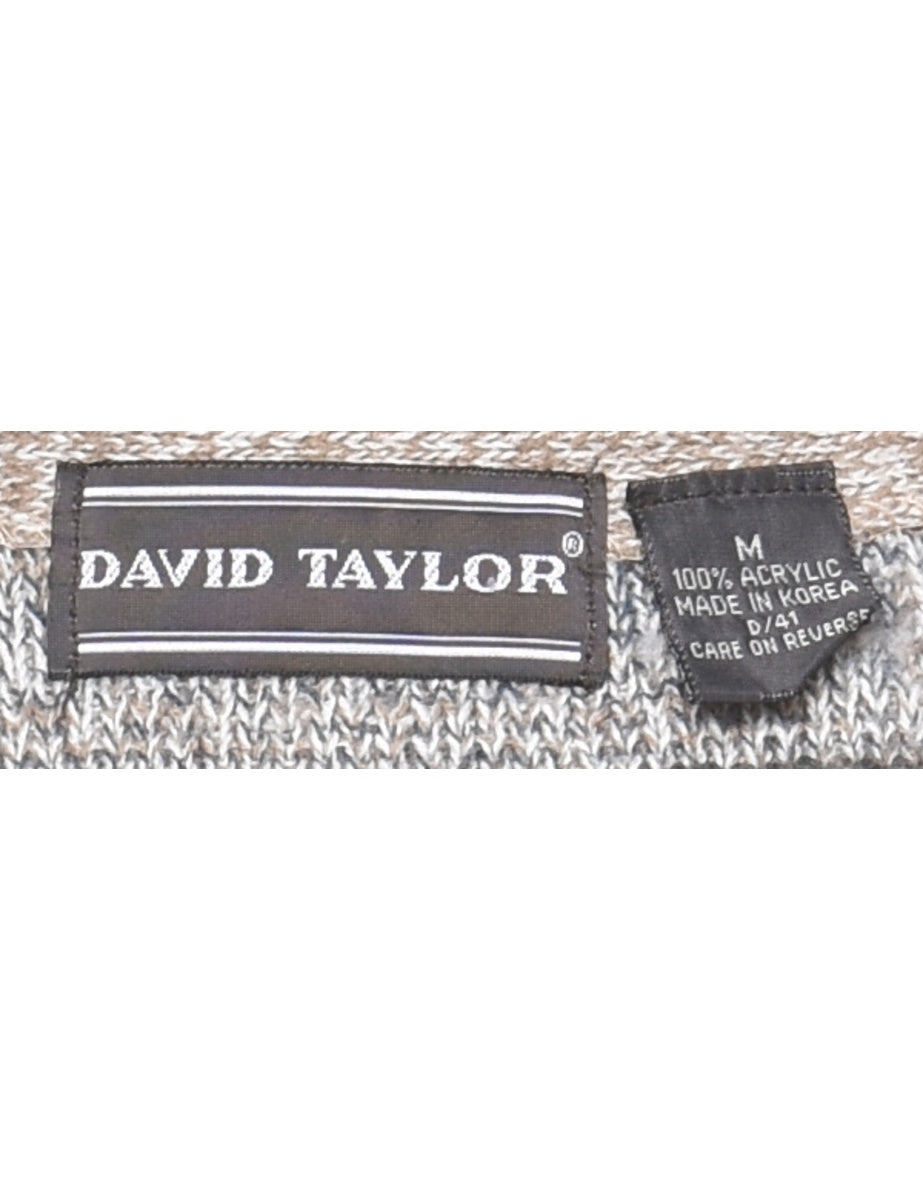 DAVID TAYLOR®
M
100% ACRYLIC
MADE IN KOREA
D/41
CARE ON REVERSE